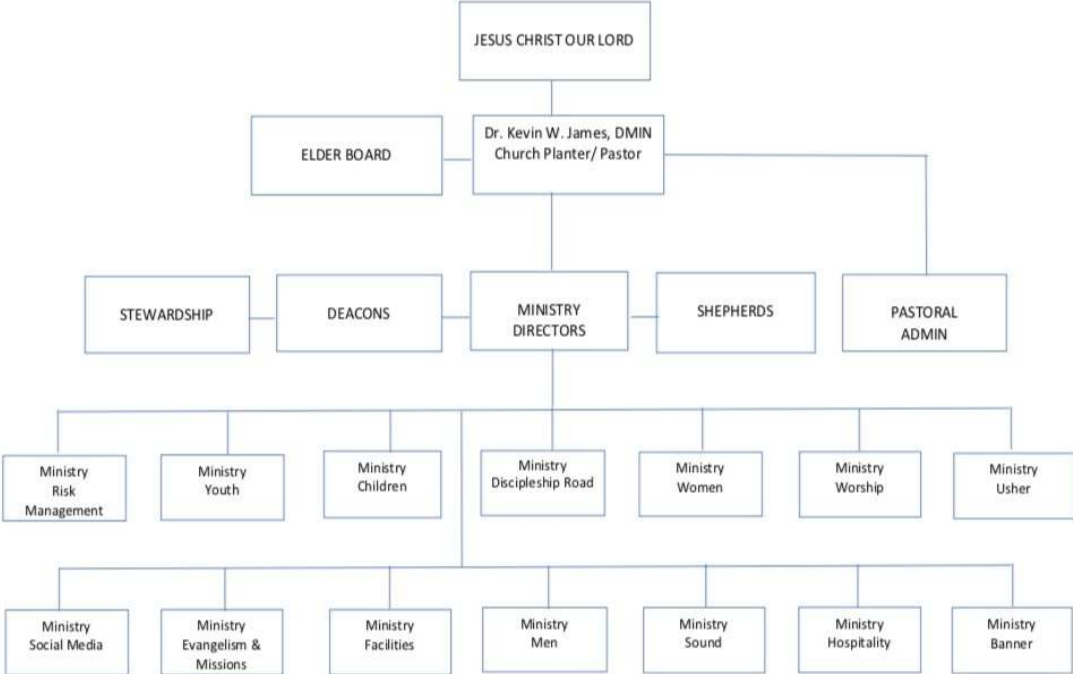 JESUS CHRIST OUR LORD
Dr. Kevin W. James, DMIN
Church Planter/ Pastor
ELDER BOARD
STEWARDSHIP
DEACONS
MINISTRY
DIRECTORS
SHEPHERDS
PASTORAL
ADMIN
Ministry
Risk
Management
Ministry
Youth
Ministry
Children
Ministry
Discipleship Road
Ministry
Women
Ministry
Worship
Ministry
Usher
Ministry
Social Media
Ministry
Evangelism &
Missions
Ministry
Facilities
Ministry
Men
Ministry
Sound
Ministry
Hospitality
Ministry
Banner